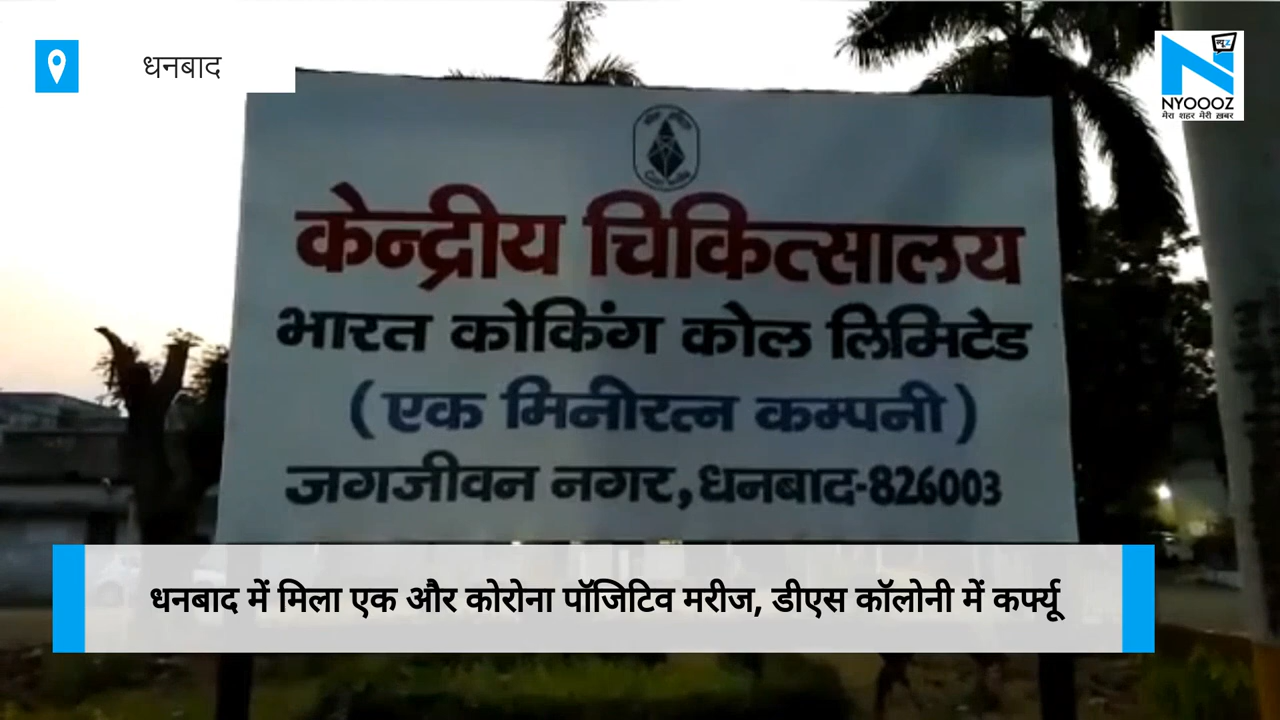 धनबाद
NYOOOZ
मेरा शहर मेरी ख़बर
केन्द्रीय चिकित्सालय
भारत कोकिंग कोल लिमिटेड
(एक मिनीरत्न कम्पनी)
जगजीवन नगर, धनबाद-826003
धनबाद में मिला एक और कोरोना पॉजिटिव मरीज, डीएस कॉलोनी में कर्फ्यू